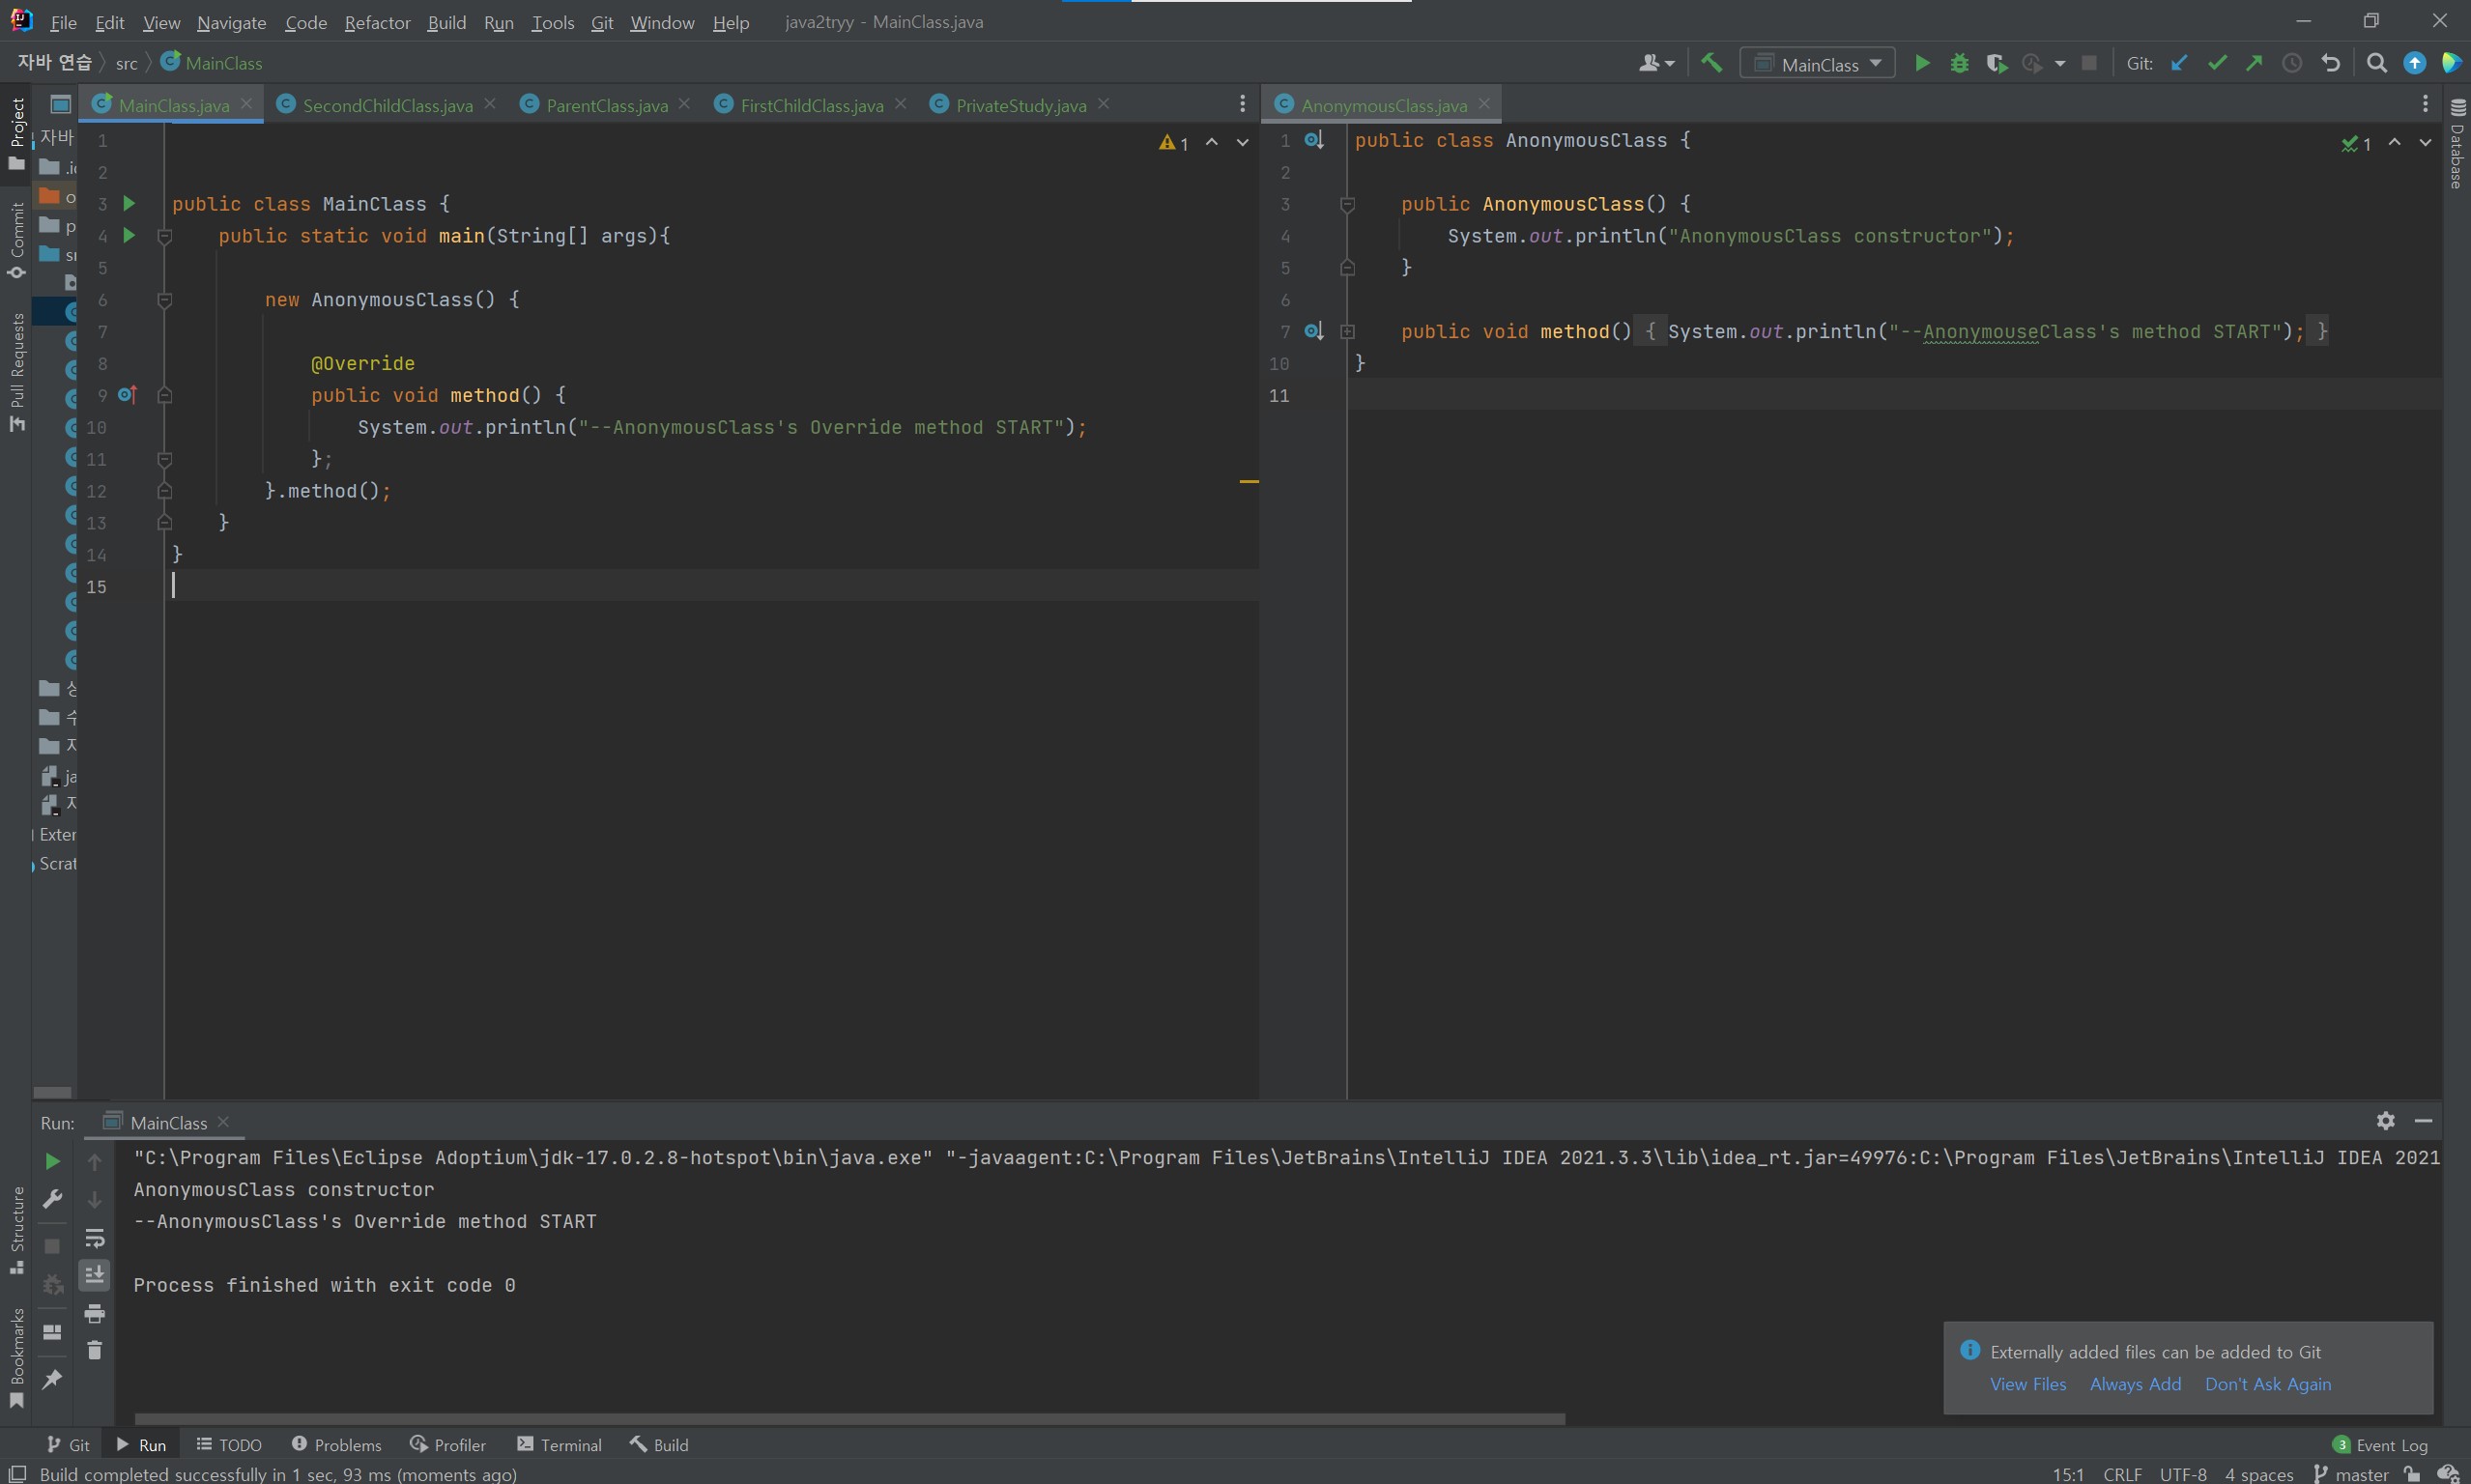 File Edit View Navigate Code Refactor Build Run Tools Git Window Help java2tryy - MainClass.java
자바 연습 src MainClass
MainClass Git:
Project
Commit
Pull Requests
Structure
Bookmarks
Database
자바
.ic
o
p
sr
ja
Exter
Scrat
MainClass.java SecondChildClass.java ParentClass.java FirstChildClass.java PrivateStudy.java
1
1
2
3 public class MainClass {
4 public static void main(String[] args){
5
6 new AnonymousClass() {
7
8 @Override
9 public void method() {
10 System.out.println("--AnonymousClass's Override method START");
11 };
12 }.method();
13 }
14 }
15
AnonymousClass.java
1
1 public class AnonymousClass {
2
3 public AnonymousClass() {
4 System.out.println("AnonymousClass constructor");
5 }
6
7 public void method() { System.out.println("--AnonymouseClass's method START"); }
10 }
11
Run: MainClass
"C:\Program Files\Eclipse Adoptium\jdk-17.0.2.8-hotspot\bin\java.exe" "-javaagent:C:\Program Files\JetBrains\IntelliJ IDEA 2021.3.3\lib\idea_rt.jar=49976:C:\Program Files\JetBrains\IntelliJ IDEA 2021
AnonymousClass constructor
--AnonymousClass's Override method START
Process finished with exit code 0
Externally added files can be added to Git
View Files Always Add Don't Ask Again
Git Run TODO Problems Profiler Terminal Build 3 Event Log
Build completed successfully in 1 sec, 93 ms (moments ago) 15:1 CRLF UTF-8 4 spaces master